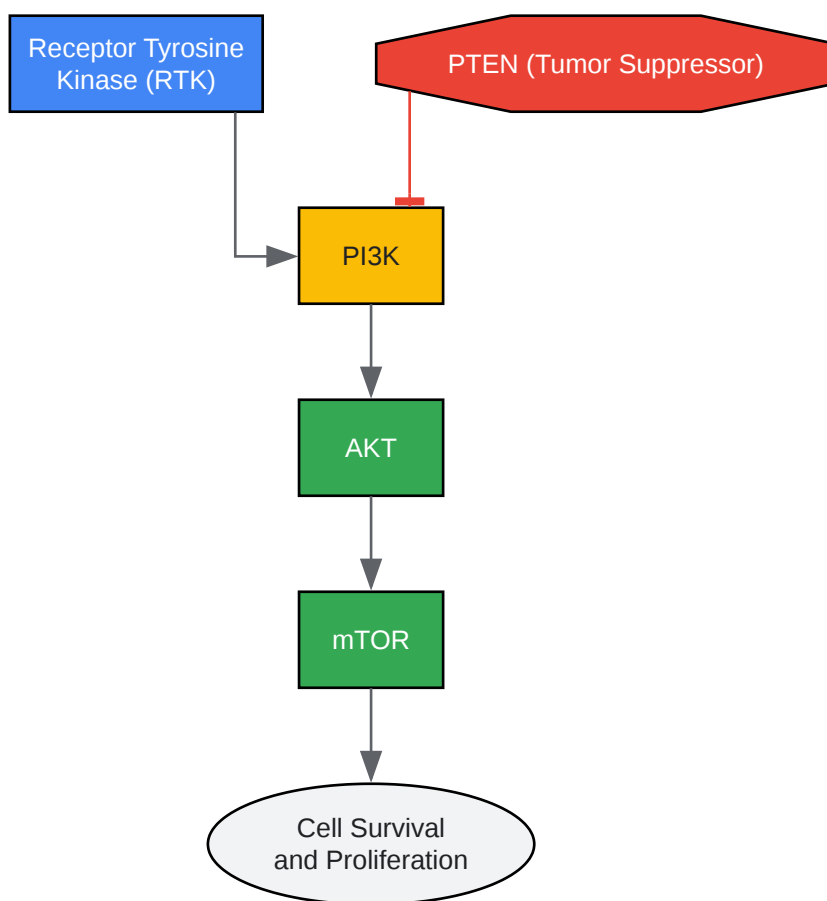 Receptor Tyrosine
Kinase (RTK)
PTEN (Tumor Suppressor)
PI3K
AKT
mTOR
Cell Survival
and Proliferation